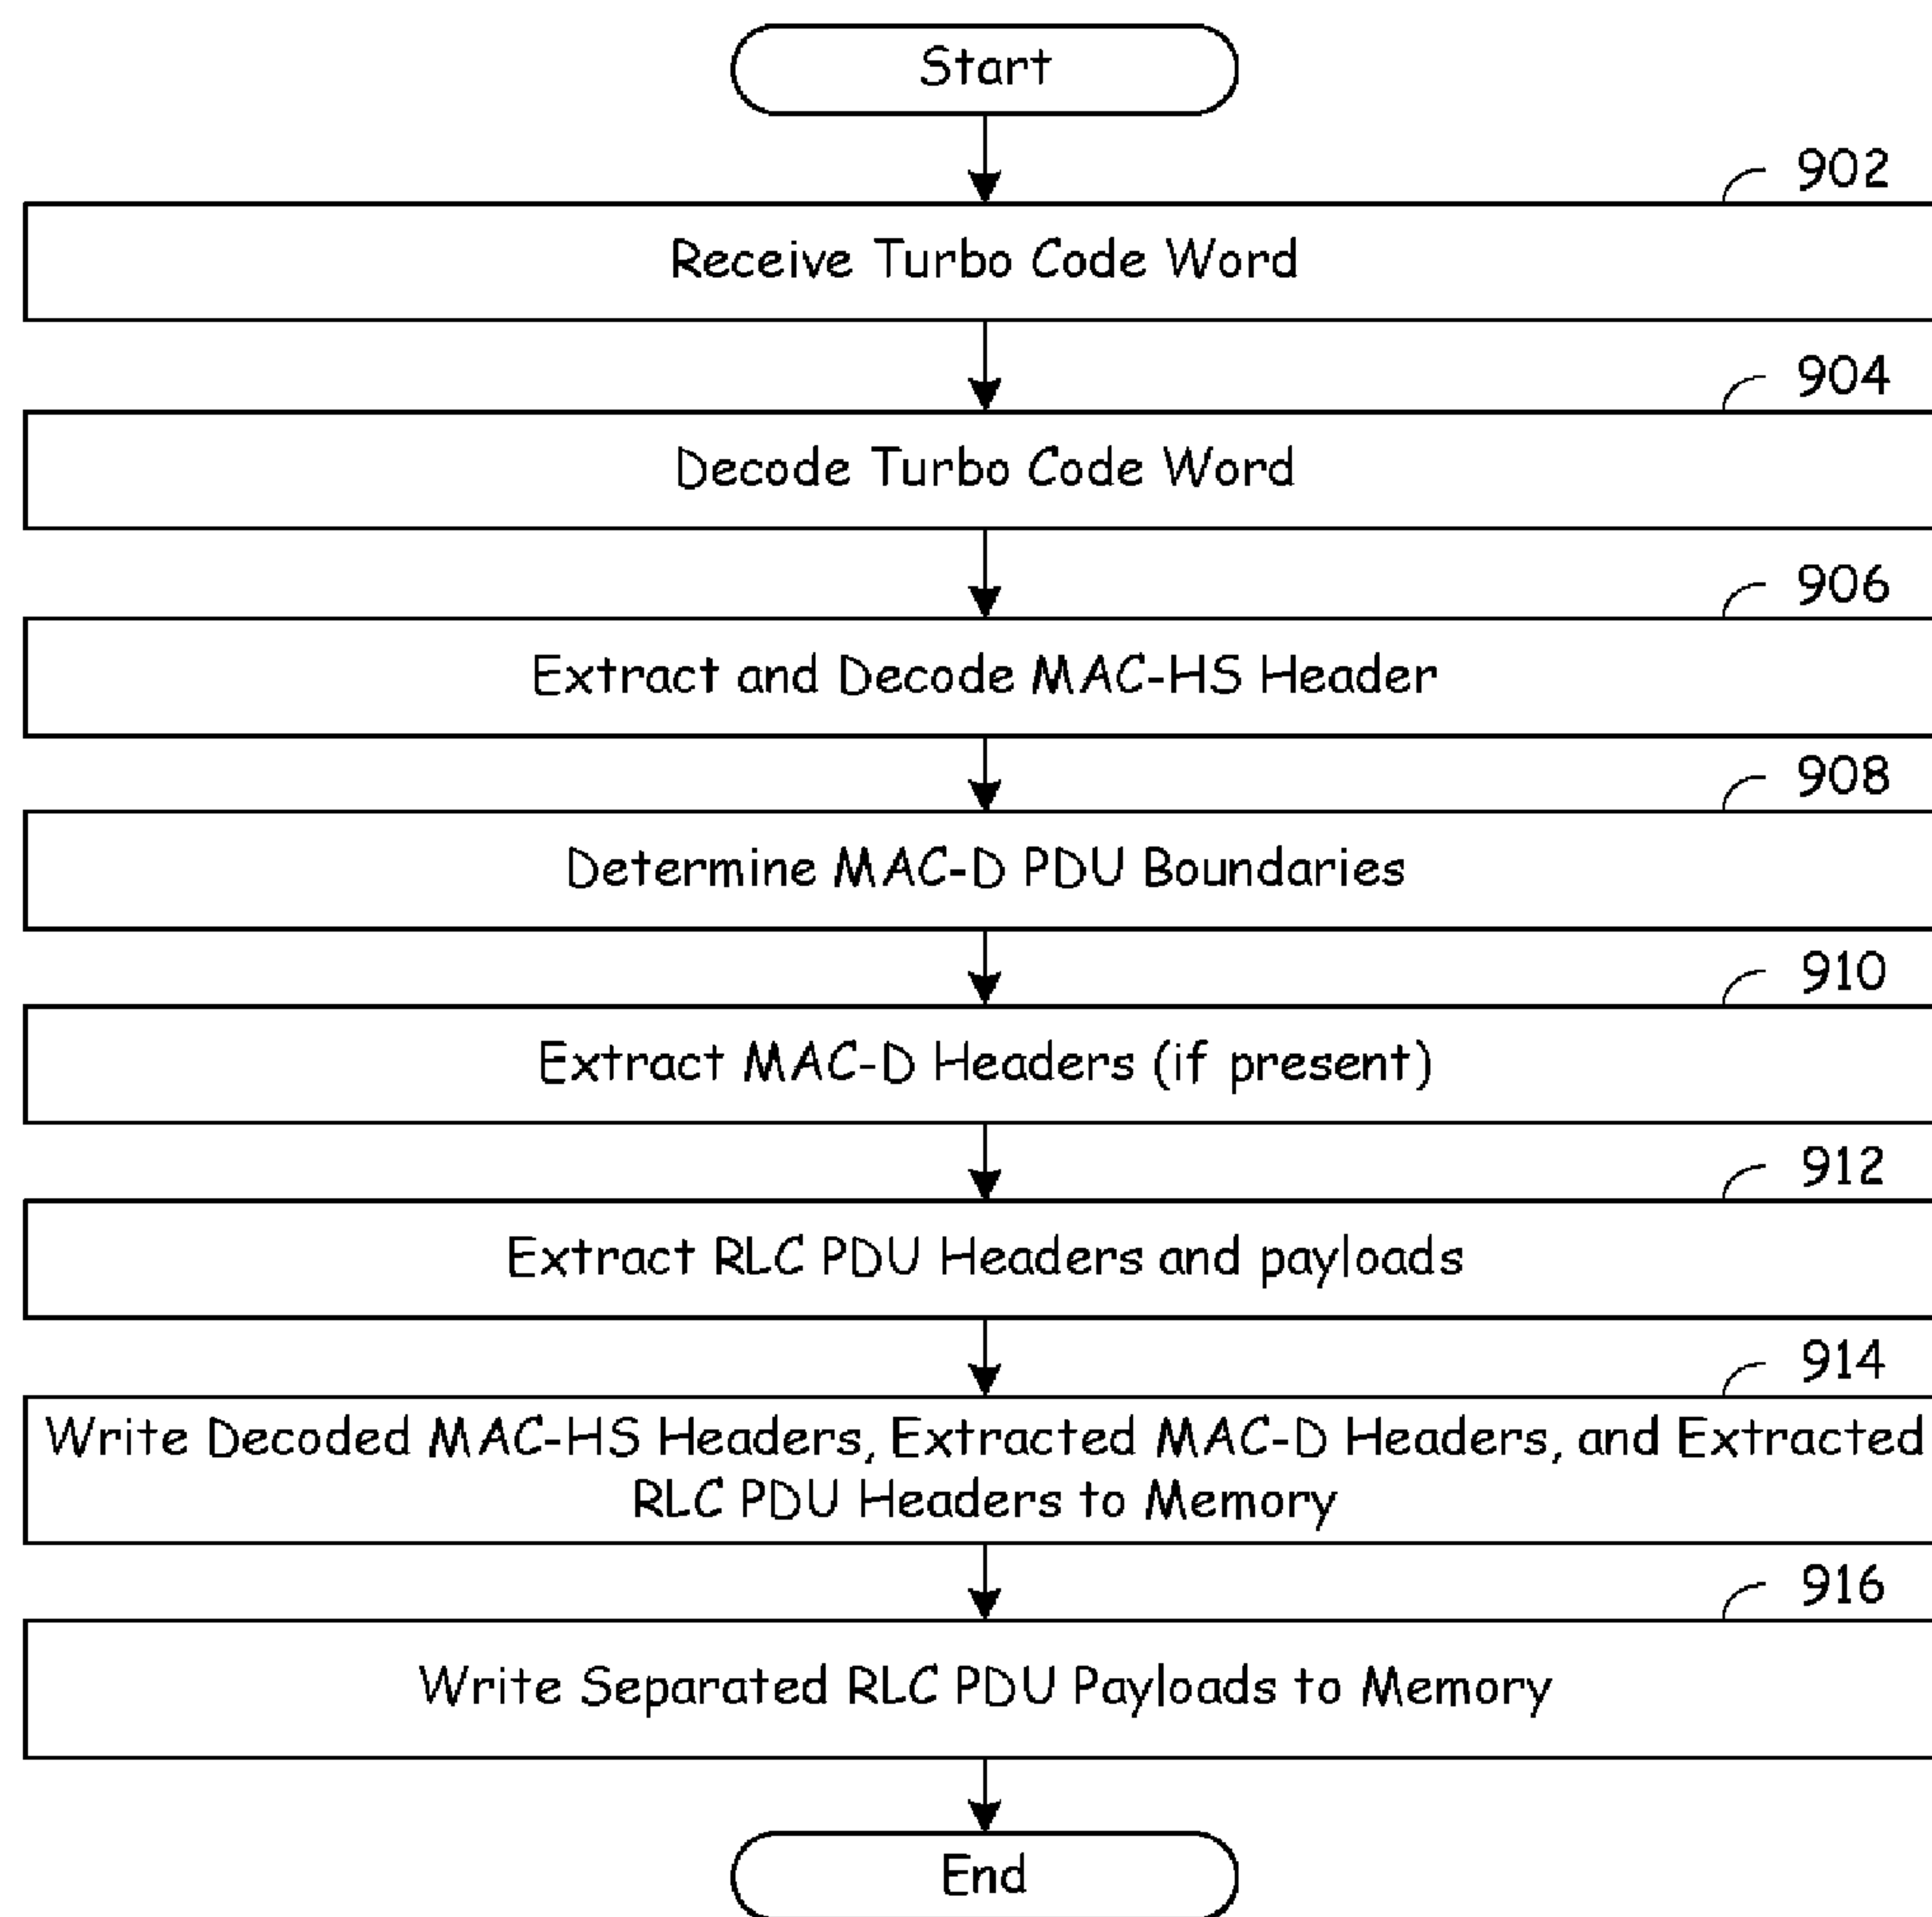 Start
902
Receive Turbo Code Word
904
Decode Turbo Code Word
906
Extract and Decode MAC-HS Header
908
Determine MAC-D PDU Boundaries
910
Extract MAC-D Headers (if present)
912
Extract RLC PDU Headers and payloads
914
Write Decoded MAC-HS Headers, Extracted MAC-D Headers, and Extracted
RLC PDU Headers to Memory
916
Write Separated RLC PDU Payloads to Memory
End